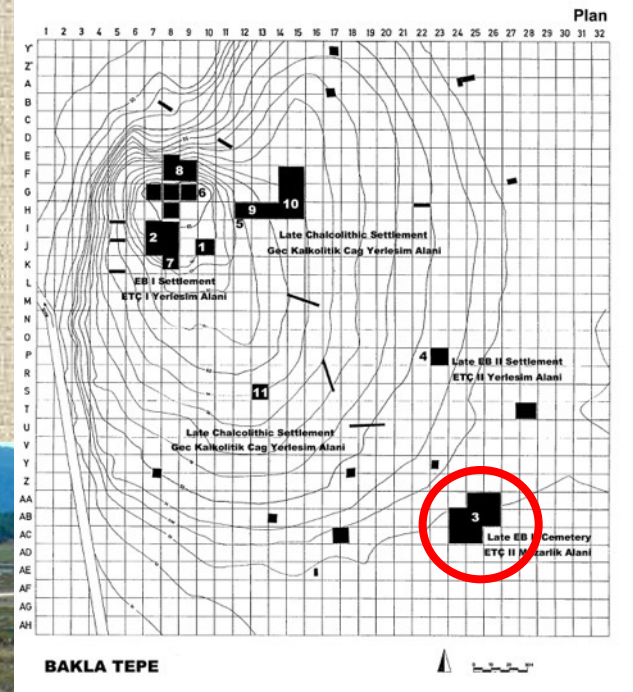 Plan
1 2 3 4 5 6 7 8 9 10 11 12 13 14 15 16 17 18 19 20 21 22 23 24 25 26 27 28 29 30 31 32
Y'
Z'
A
B
C
D
E
F
G
H
I
J
K
L
M
N
O
P
R
S
T
U
V
Y
Z
AA
AB
AC
AD
AE
AF
AG
AH
8
6
10
9
5
2
1
7
Late Chalcolithic Settlement
Gec Kalkolitik Cag Yerlesim Alani
EB I Settlement
ETÇ I Yerlesim Alani
4
Late EB II Settlement
ETÇ II Yerlesim Alani
11
Late Chalcolithic Settlement
Gec Kalkolitik Cag Yerlesim Alani
3
Late EB II Cemetery
ETÇ II Mezarlik Alani
BAKLA TEPE